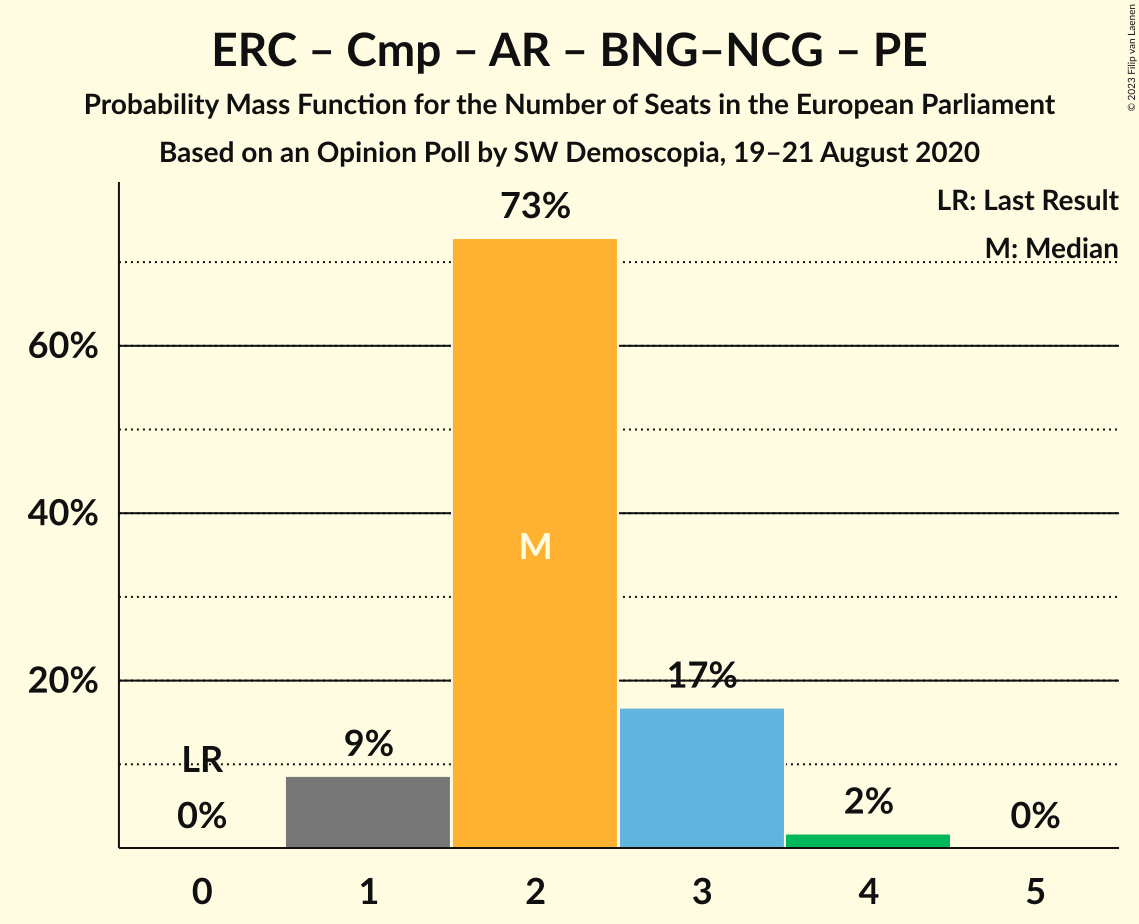 ERC – Cmp – AR – BNG–NCG – PE
Probability Mass Function for the Number of Seats in the European Parliament
Based on an Opinion Poll by SW Demoscopia, 19–21 August 2020
© 2023 Filip van Laenen
LR: Last Result
M: Median
73%
60%
40%
M
20%
17%
9%
LR
0%
2%
0%
0 1 2 3 4 5